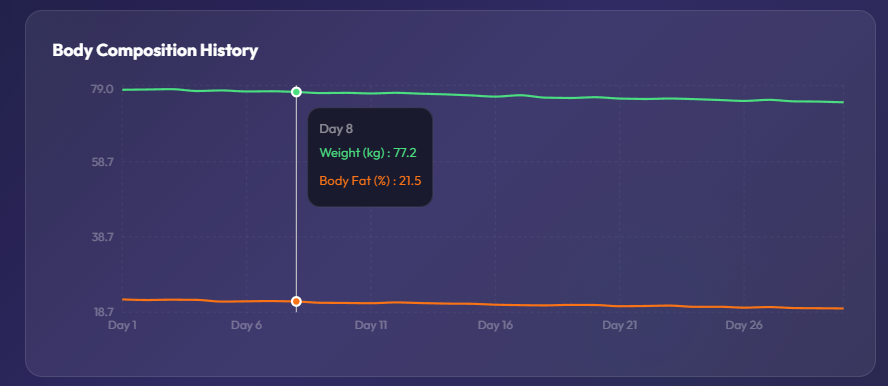 Body Composition History
79.0
58.7
38.7
18.7
Day 8
Weight (kg) : 77.2
Body Fat (%) : 21.5
Day 1 Day 6 Day 11 Day 16 Day 21 Day 26